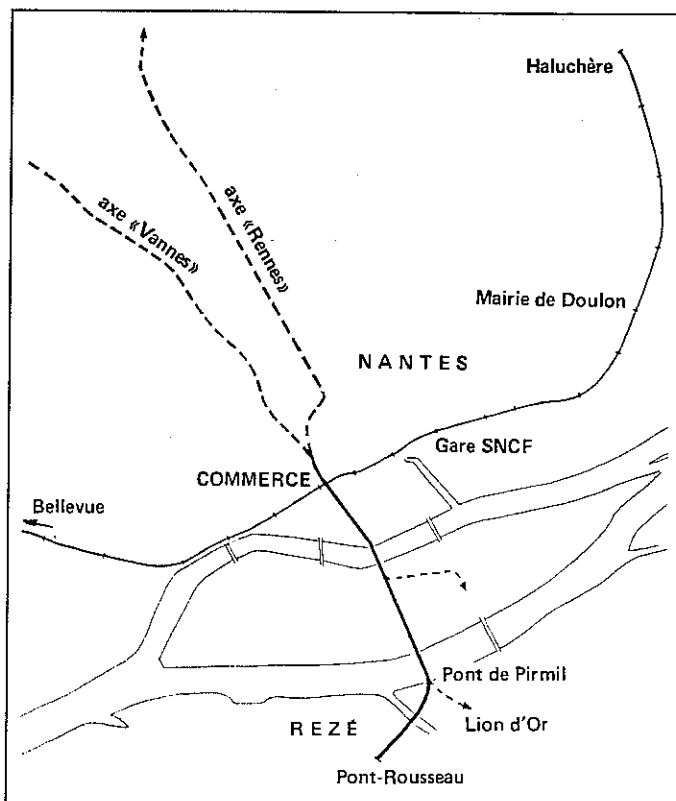 Haluchère
axe «Rennes»
axe «Vannes»
Mairie de Doulon
NANTES
Gare SNCF
COMMERCE
Bellevue
Pont de Pirmil
REZÉ
Lion d'Or
Pont-Rousseau